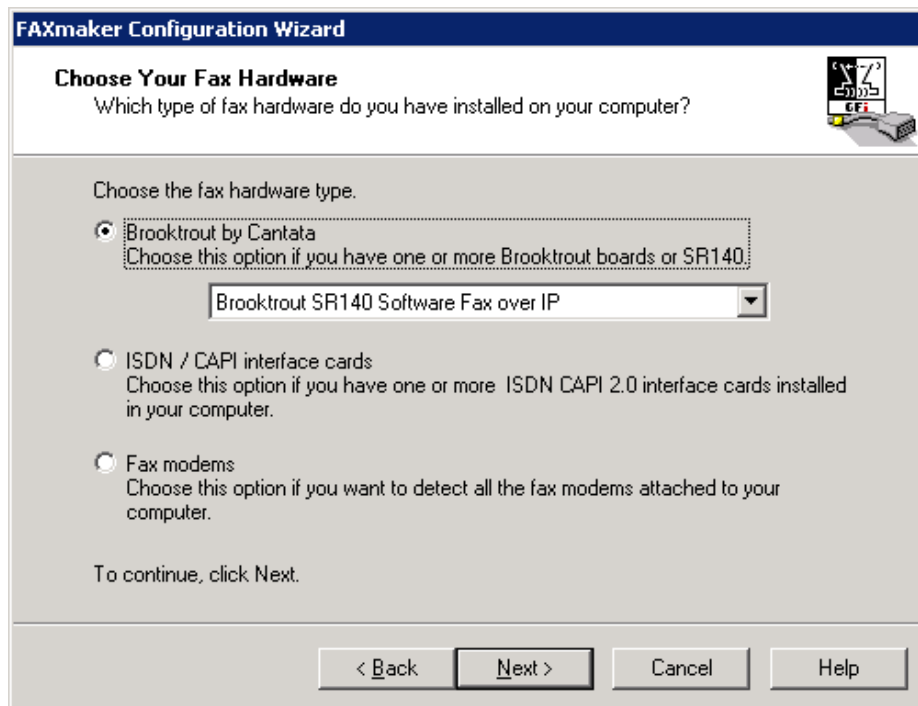 FAXmaker Configuration Wizard
Choose Your Fax Hardware
Which type of fax hardware do you have installed on your computer?
GFi
Choose the fax hardware type.
Brooktrout by Cantata
Choose this option if you have one or more Brooktrout boards or SR140.
Brooktrout SR140 Software Fax over IP
ISDN / CAPI interface cards
Choose this option if you have one or more ISDN CAPI 2.0 interface cards installed
in your computer.
Fax modems
Choose this option if you want to detect all the fax modems attached to your
computer.
To continue, click Next.
< Back Next > Cancel Help